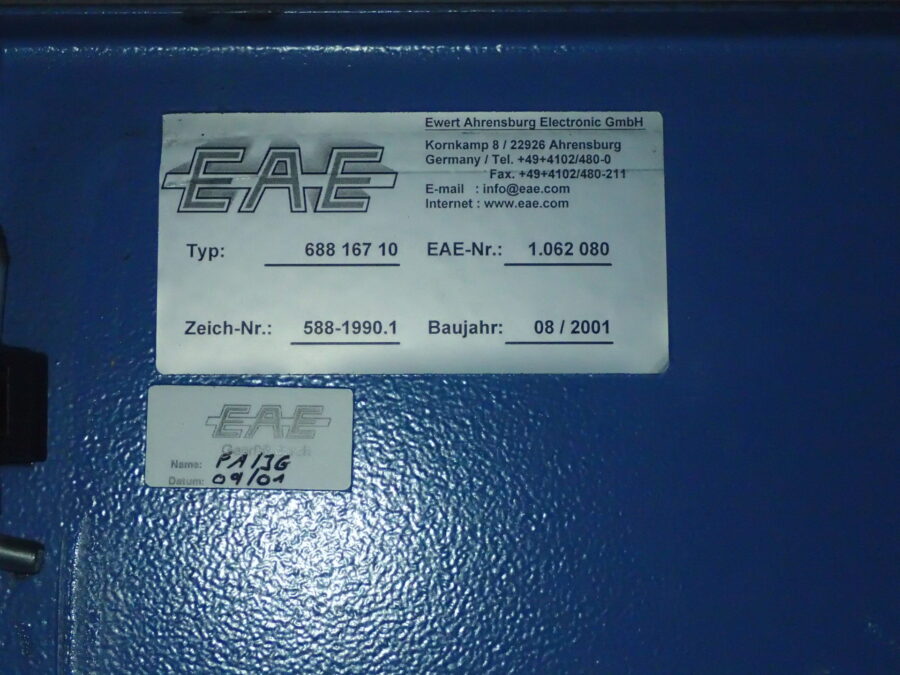 EAE
Ewert Ahrensburg Electronic GmbH
Kornkamp 8 / 22926 Ahrensburg
Germany / Tel. +49+4102/480-0
Fax. +49+4102/480-211
E-mail : info@eae.com
Internet : www.eae.com
Typ: 688 167 10 EAE-Nr.: 1.062 080
Zeich-Nr.: 588-1990.1 Baujahr: 08 / 2001
EAE
Name: PA/JG
Datum: 09/01